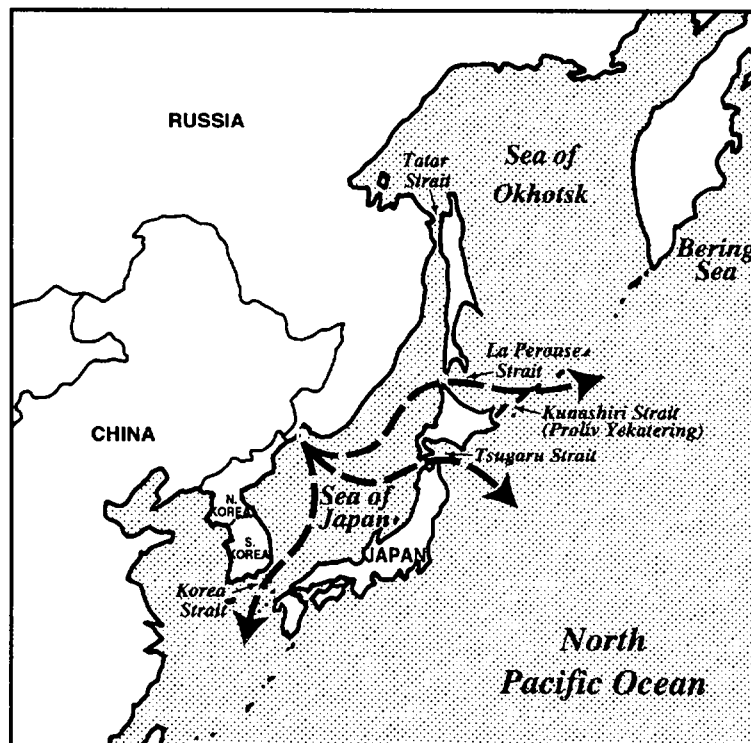 RUSSIA
Tatar
Strait
Sea of
Okhotsk
Bering
Sea
La Perouse
Strait
Kunashiri Strait
(Proliv Yekatering)
Tsugaru Strait
CHINA
N.
KOREA
S.
KOREA
Sea of
Japan
JAPAN
Korea
Strait
North
Pacific Ocean